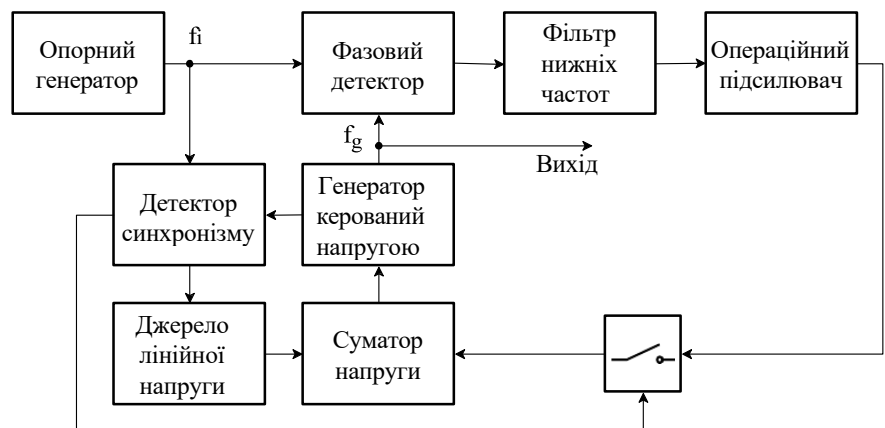 Опорний
генератор
fi
Фазовий
детектор
Фільтр
нижніх
частот
Операційний
підсилювач
fg
Вихід
Детектор
синхронізму
Генератор
керований
напругою
Джерело
лінійної
напруги
Суматор
напруги